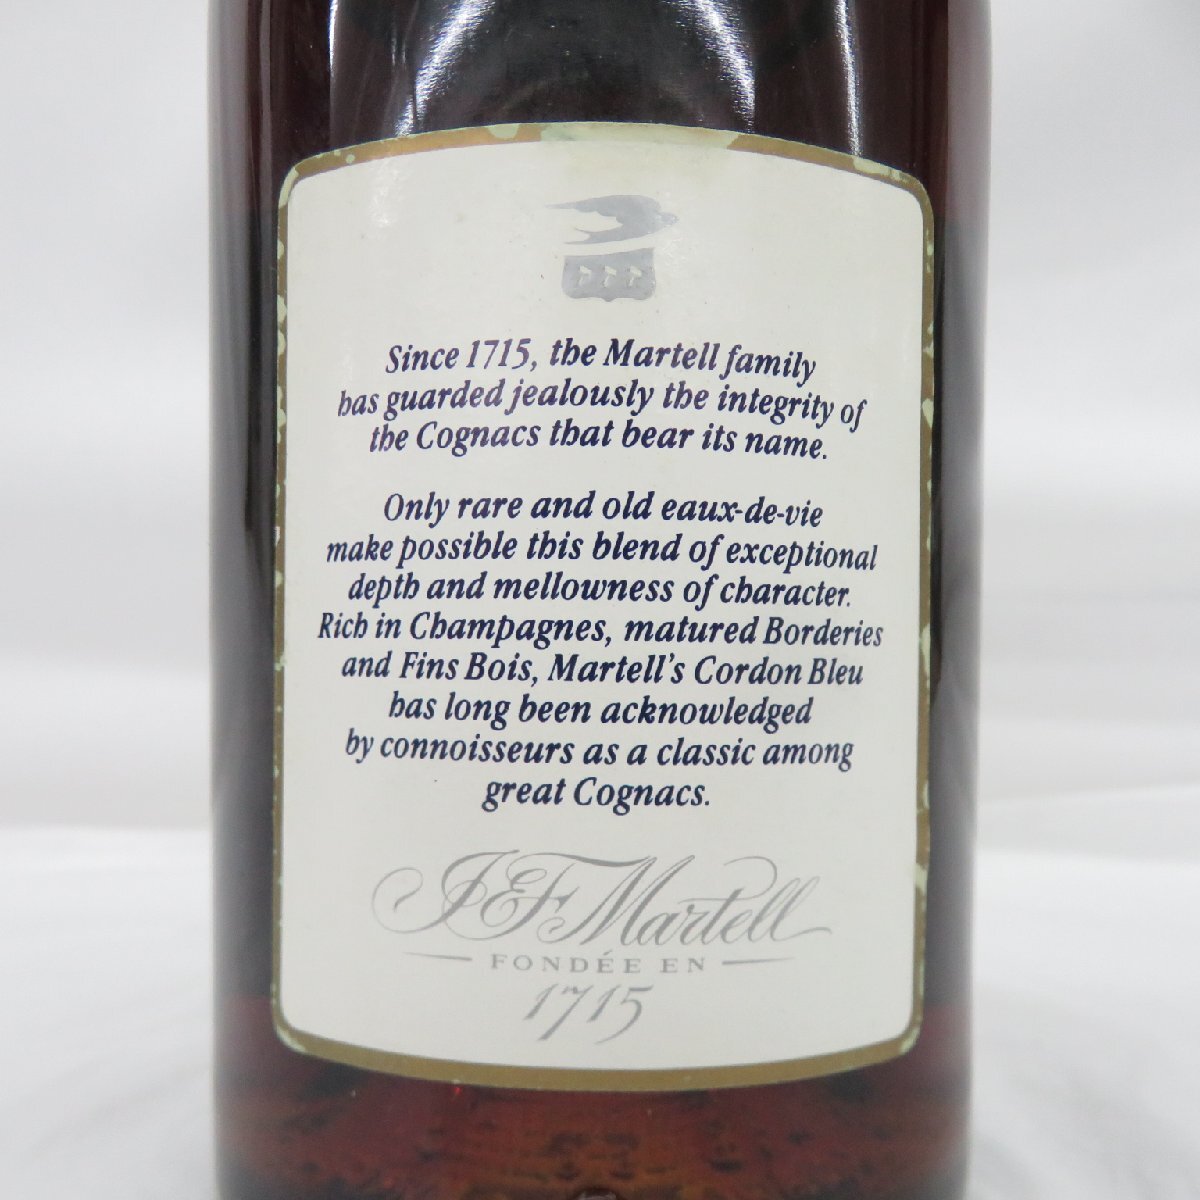 Since 1715, the Martell family
has guarded jealously the integrity of
the Cognacs that bear its name.
Only rare and old eaux-de-vie
make possible this blend of exceptional
depth and mellowness of character.
Rich in Champagnes, matured Borderies
and Fins Bois, Martell's Cordon Bleu
has long been acknowledged
by connoisseurs as a classic among
great Cognacs.
J&F Martell
FONDÉE EN
1715